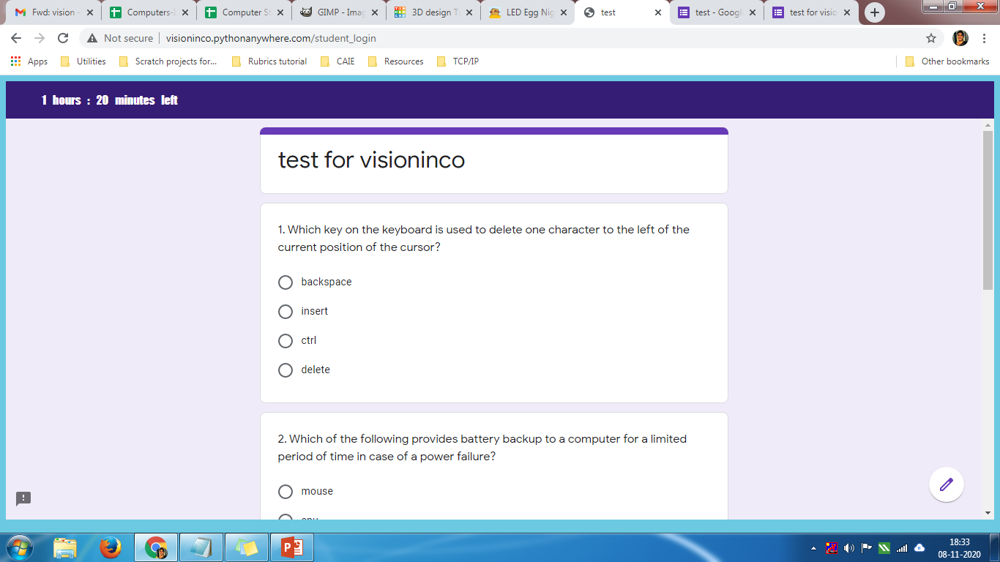 Fwd: vision
Computers-
Computer S
GIMP - Imag
3D design T
LED Egg Nig
test
test - Googl
test for visio
Not secure
visioninco.pythonanywhere.com/student_login
Apps
Utilities
Scratch projects for...
Rubrics tutorial
CAIE
Resources
TCP/IP
Other bookmarks
1 hours : 20 minutes left
test for visioninco
1. Which key on the keyboard is used to delete one character to the left of the
current position of the cursor?
backspace
insert
ctrl
delete
2. Which of the following provides battery backup to a computer for a limited
period of time in case of a power failure?
mouse
18:33
08-11-2020